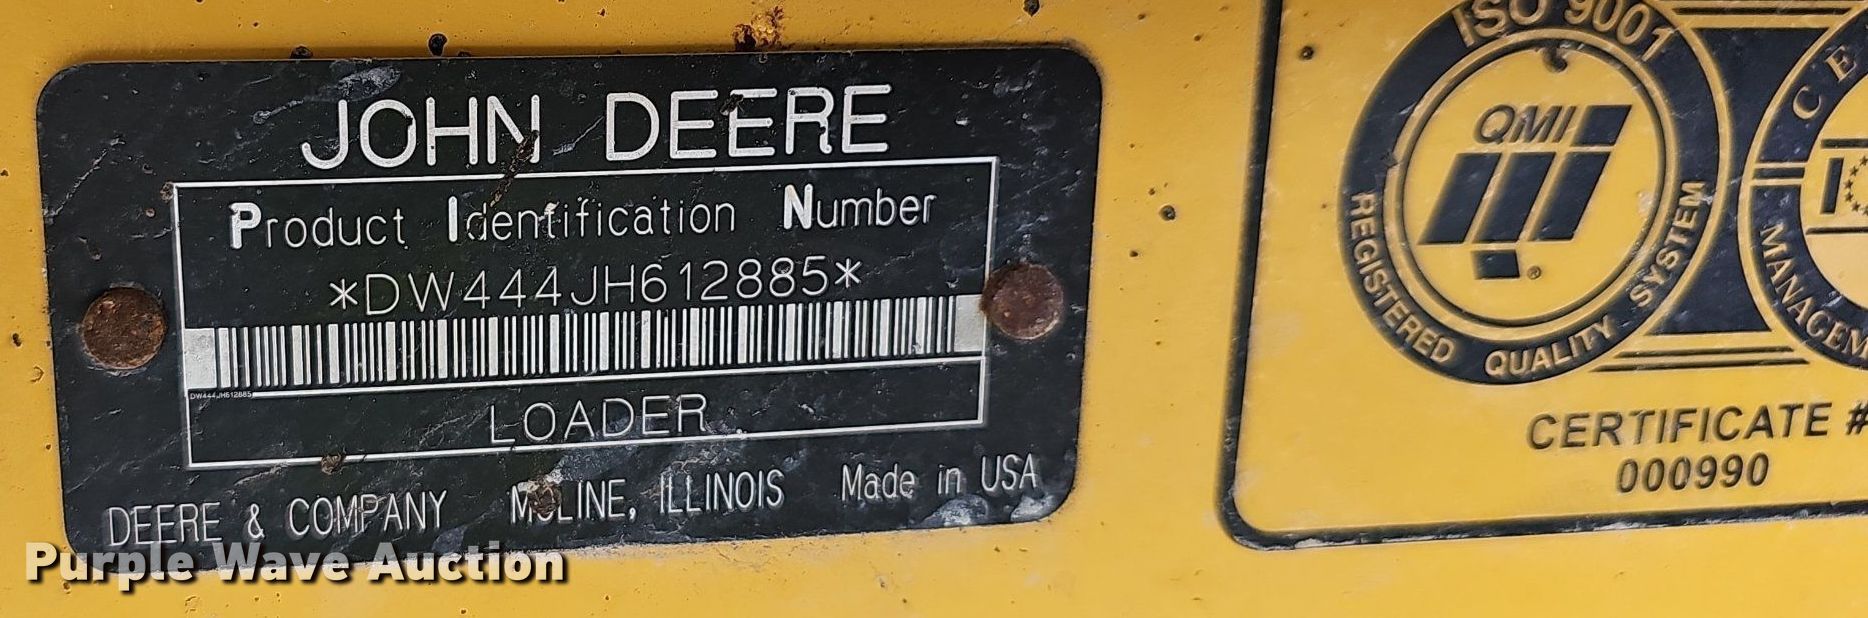 JOHN DEERE
Product Identification Number
*DW444JH612885*
DW444JH612885
LOADER
DEERE & COMPANY MOLINE, ILLINOIS Made in USA
Purple Wave Auction
ISO 9001
QMI
®
REGISTERED QUALITY SYSTEM
CERTIFICATE #
000990